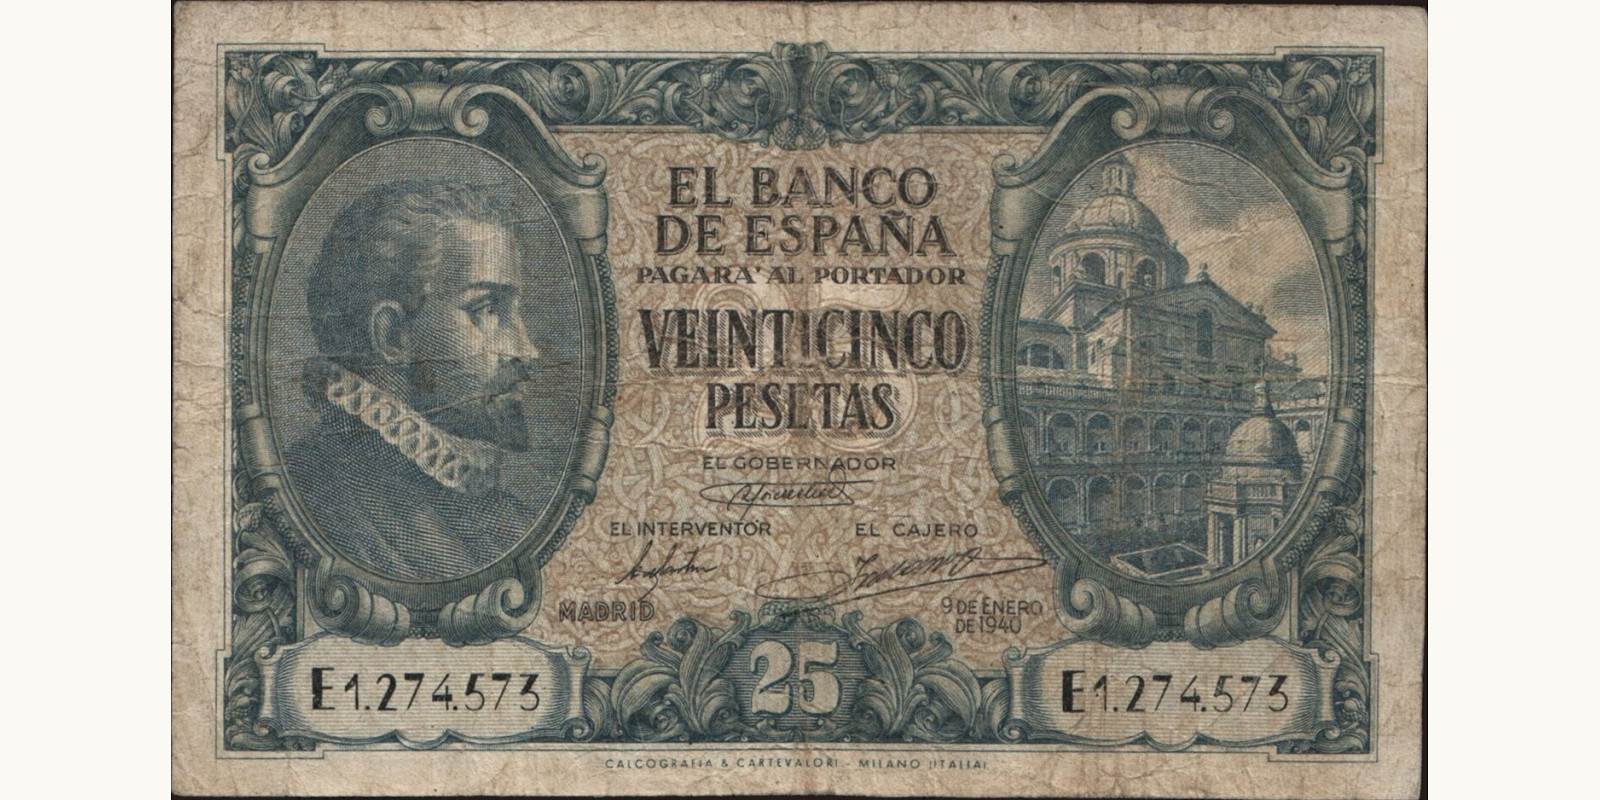 EL BANCO
DE ESPAÑA
PAGARA' AL PORTADOR
VEINTICINCO
PESETAS
EL GOBERNADOR
EL INTERVENTOR EL CAJERO
MADRID 9 DE ENERO
DE 1940
E1.274.573 25 E1.274.573
CALCOGRAFIA & CARTEVALORI - MILANO (ITALIA)